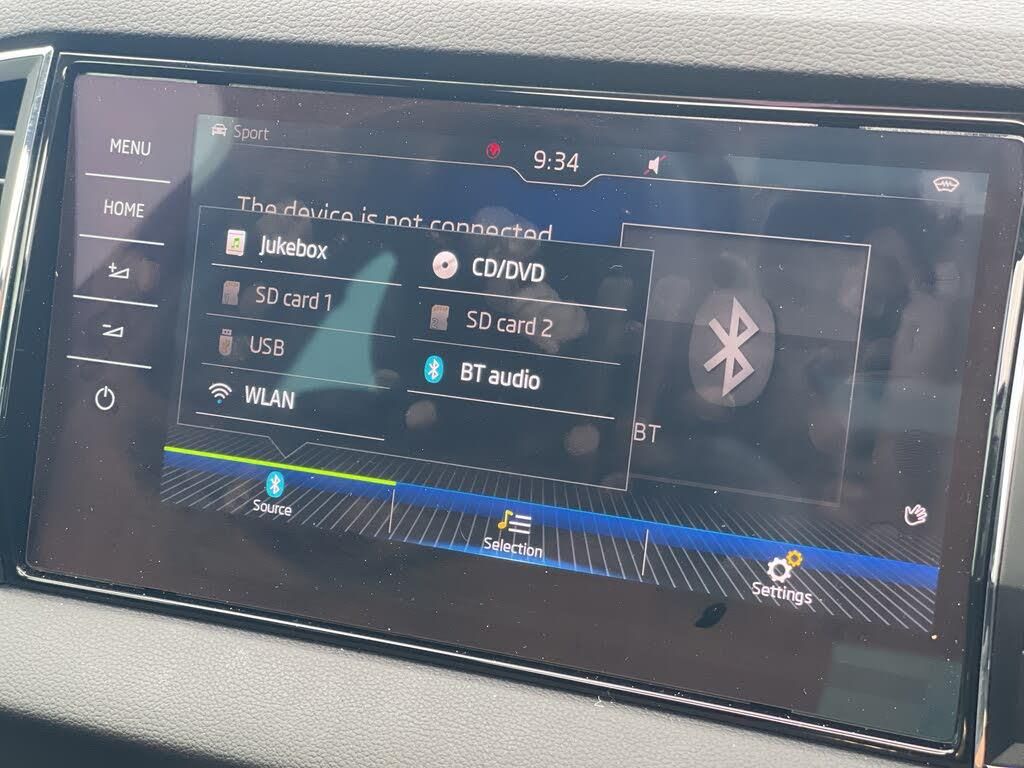 MENU
HOME
Sport
9:34
The device is not connected
Jukebox
CD/DVD
SD card 1
SD card 2
USB
BT audio
WLAN
BT
Source
Selection
Settings